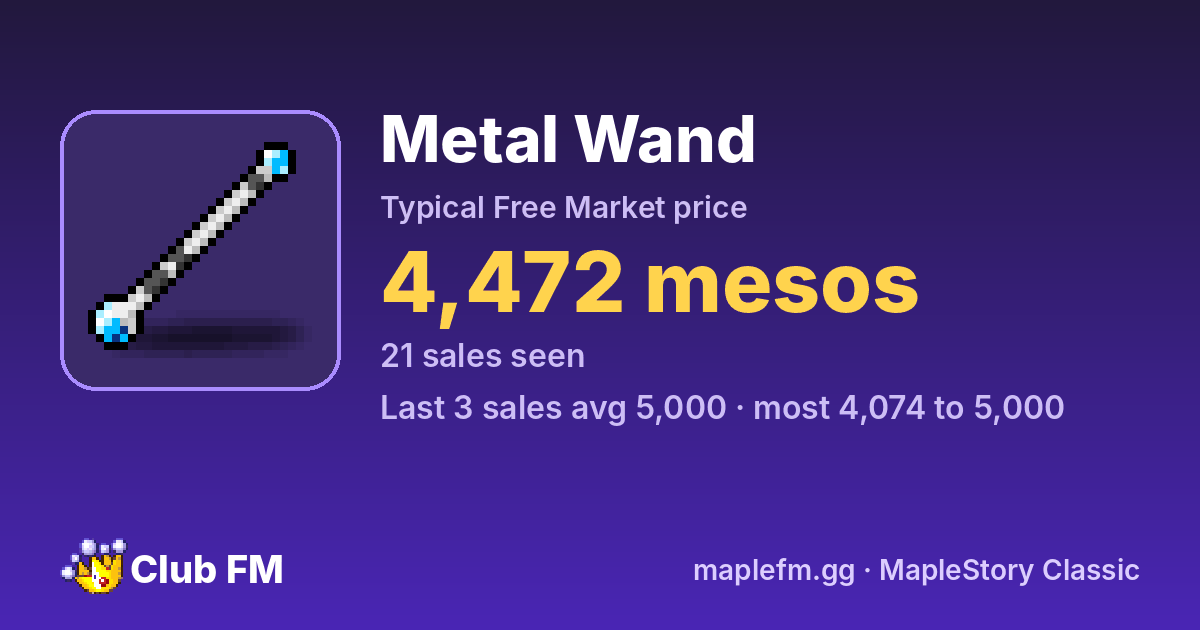 Metal Wand
Typical Free Market price
4,472 mesos
21 sales seen
Last 3 sales avg 5,000 · most 4,074 to 5,000
Club FM
maplefm.gg · MapleStory Classic